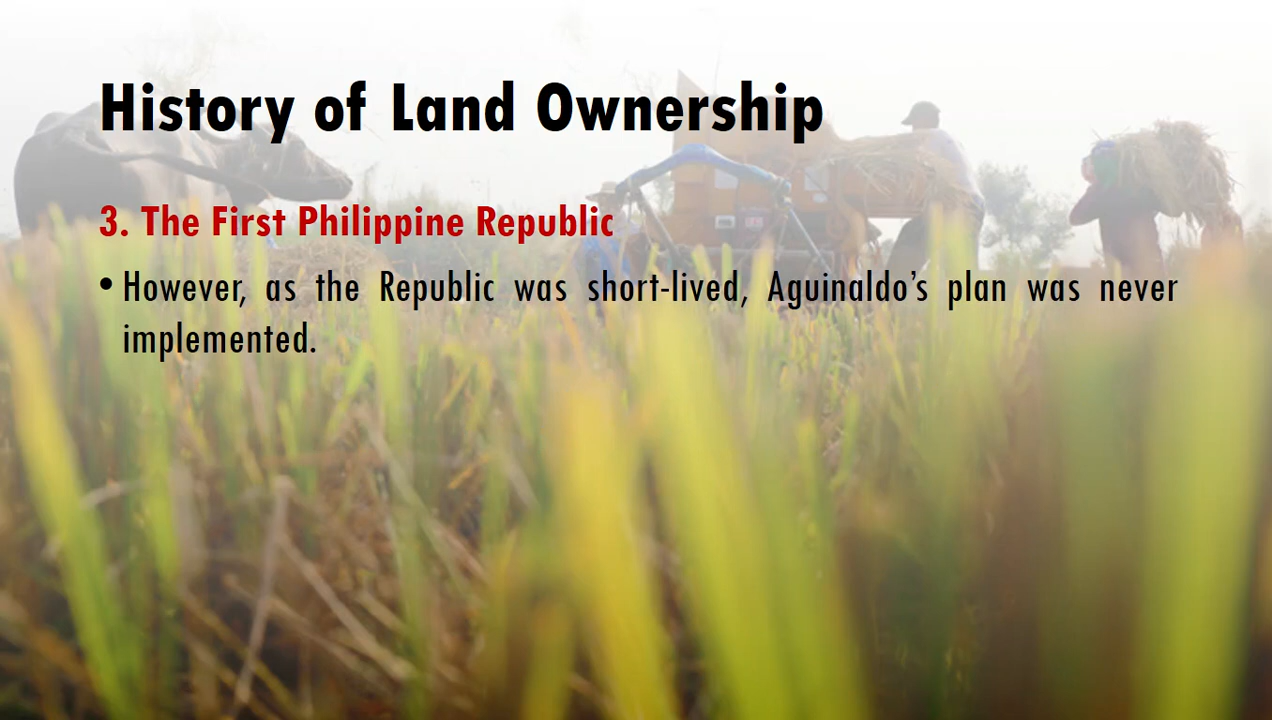 History of Land Ownership
3. The First Philippine Republic
• However, as the Republic was short-lived, Aguinaldo’s plan was never
implemented.